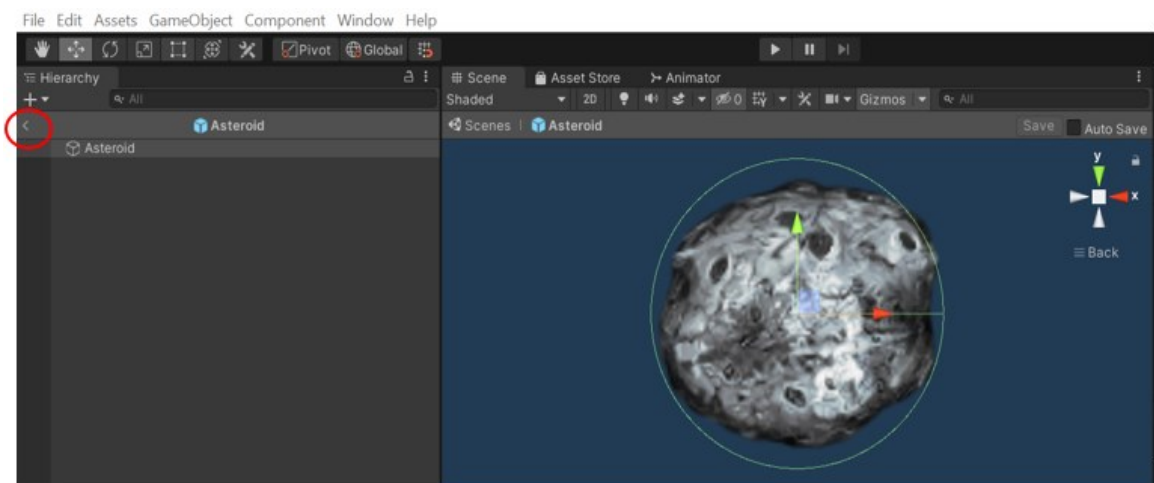 File Edit Assets GameObject Component Window Help
Pivot Global
Hierarchy
Scene Asset Store Animator
All
Shaded 2D 0 Gizmos All
Asteroid
Scenes Asteroid Save Auto Save
Asteroid
y
x
Back